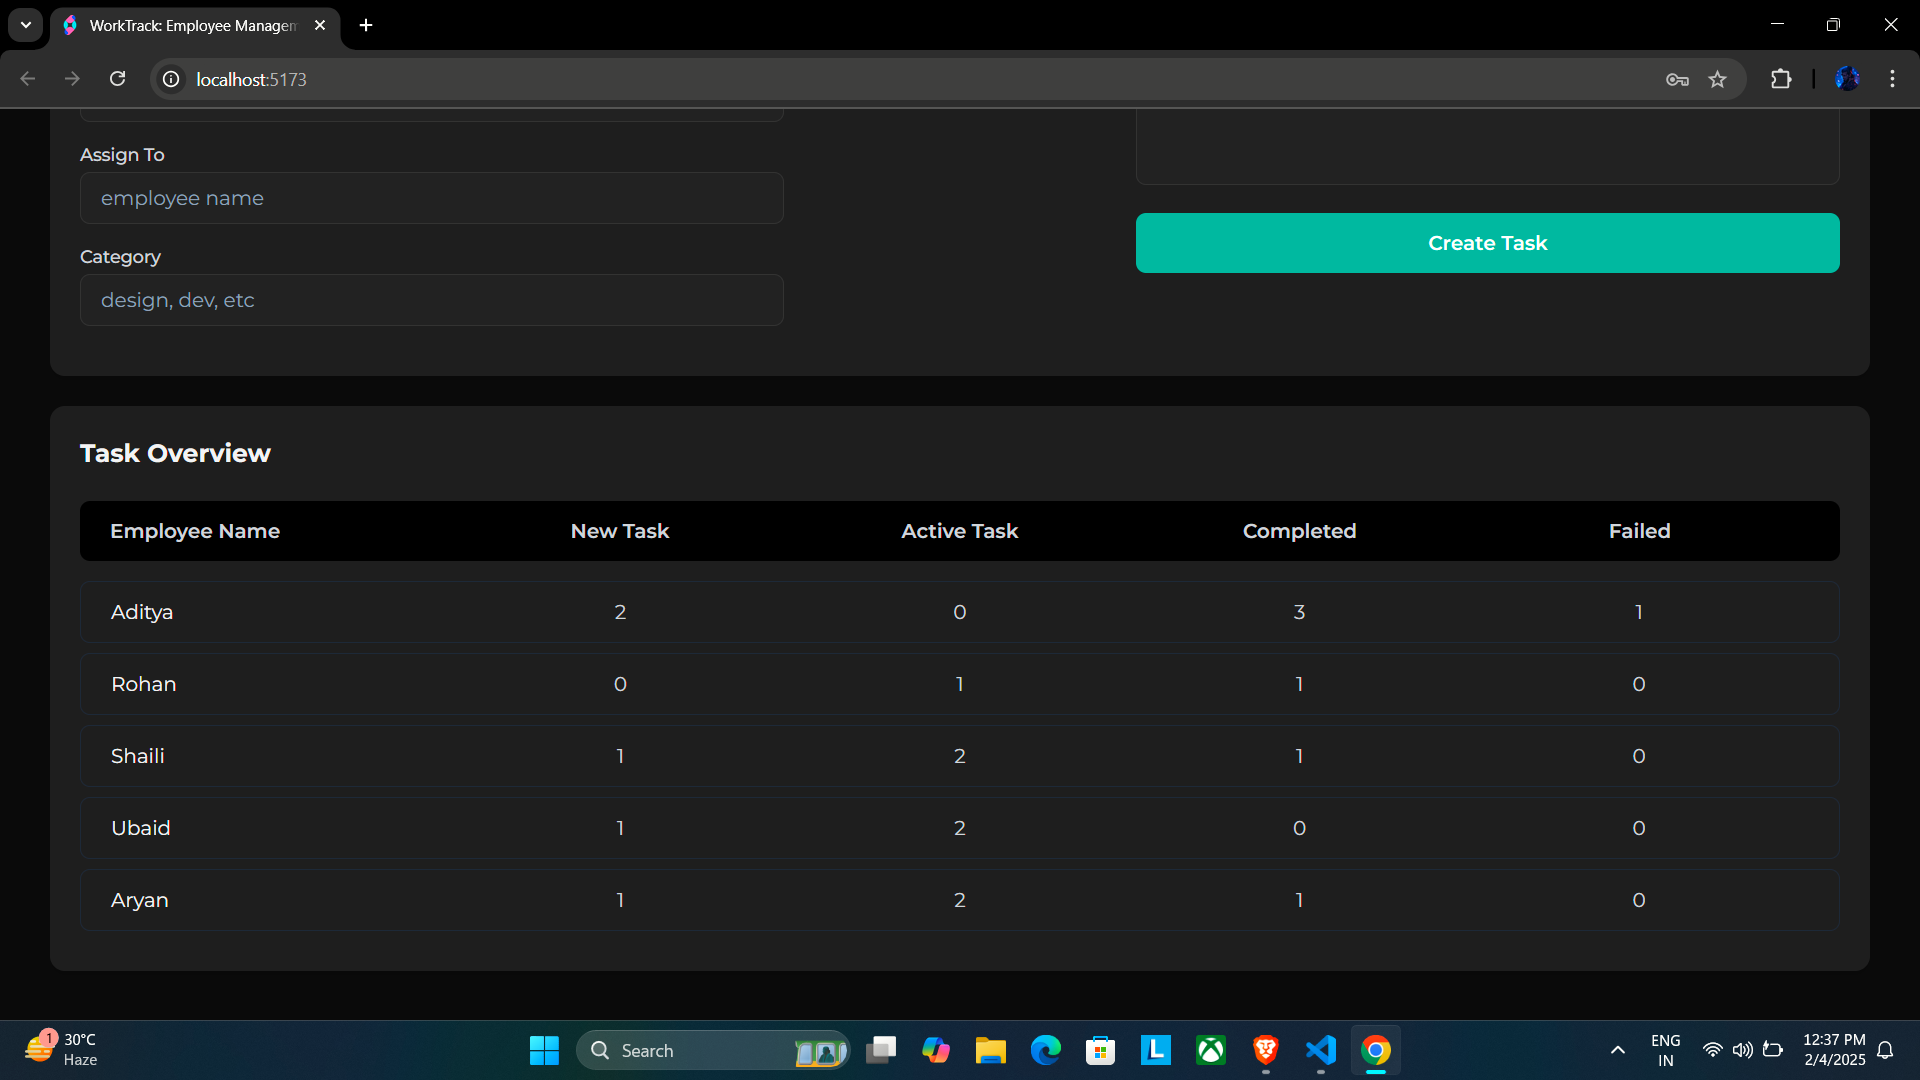 WorkTrack: Employee Managem
localhost:5173
Assign To
employee name
Category
design, dev, etc
Create Task
Task Overview
Employee Name New Task Active Task Completed Failed
Aditya 2 0 3 1
Rohan 0 1 1 0
Shaili 1 2 1 0
Ubaid 1 2 0 0
Aryan 1 2 1 0
1
30°C
Haze
Search
L
ENG
IN
12:37 PM
2/4/2025